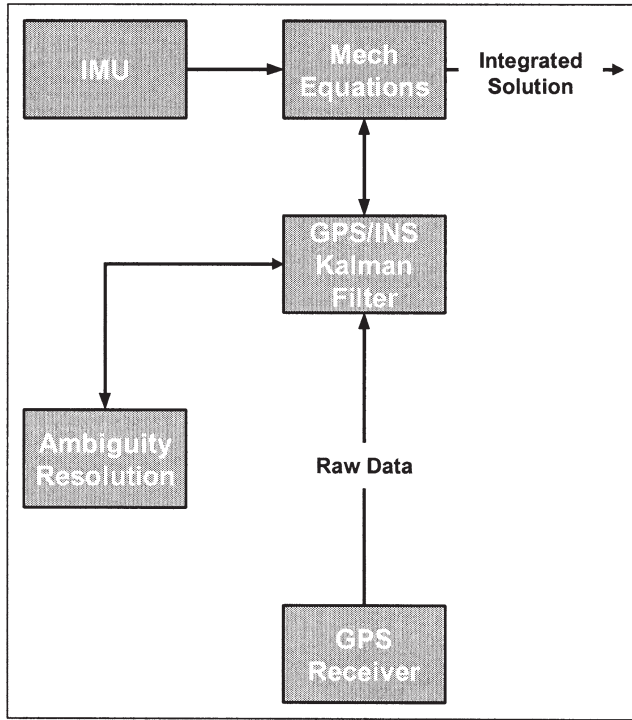 IMU
Mech
Equations
Integrated
Solution
GPS/INS
Kalman
Filter
Ambiguity
Resolution
Raw Data
GPS
Receiver